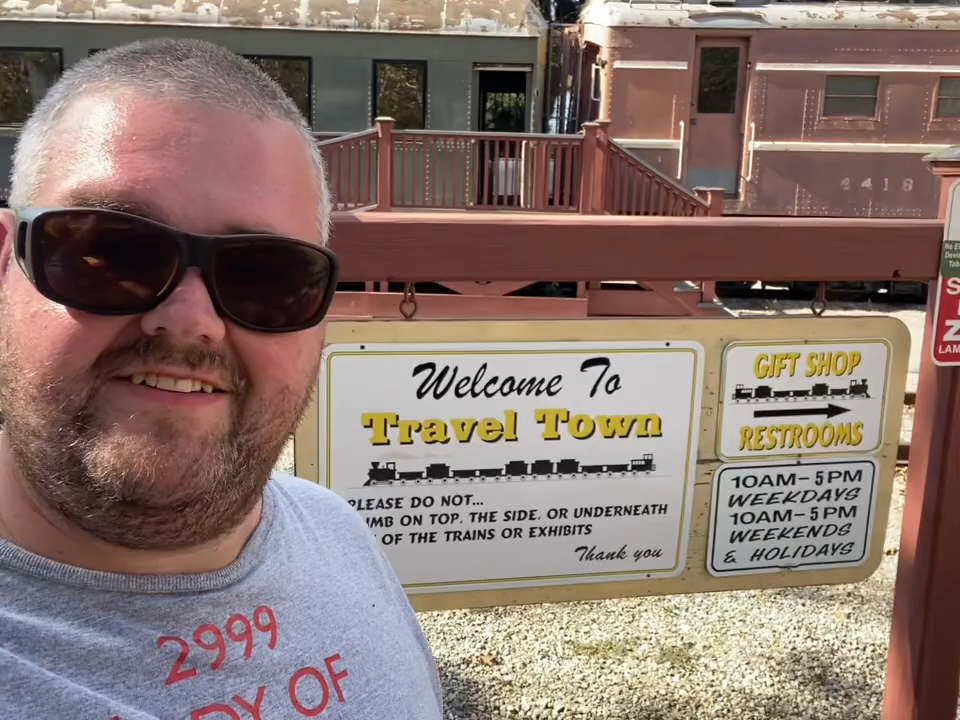 4418
Welcome To
Travel Town
PLEASE DO NOT...
ON TOP, THE SIDE, OR UNDERNEATH
OF THE TRAINS OR EXHIBITS
Thank you
GIFT SHOP
RESTROOMS
10AM-5PM
WEEKDAYS
10AM-5PM
WEEKENDS
& HOLIDAYS
2999
OF